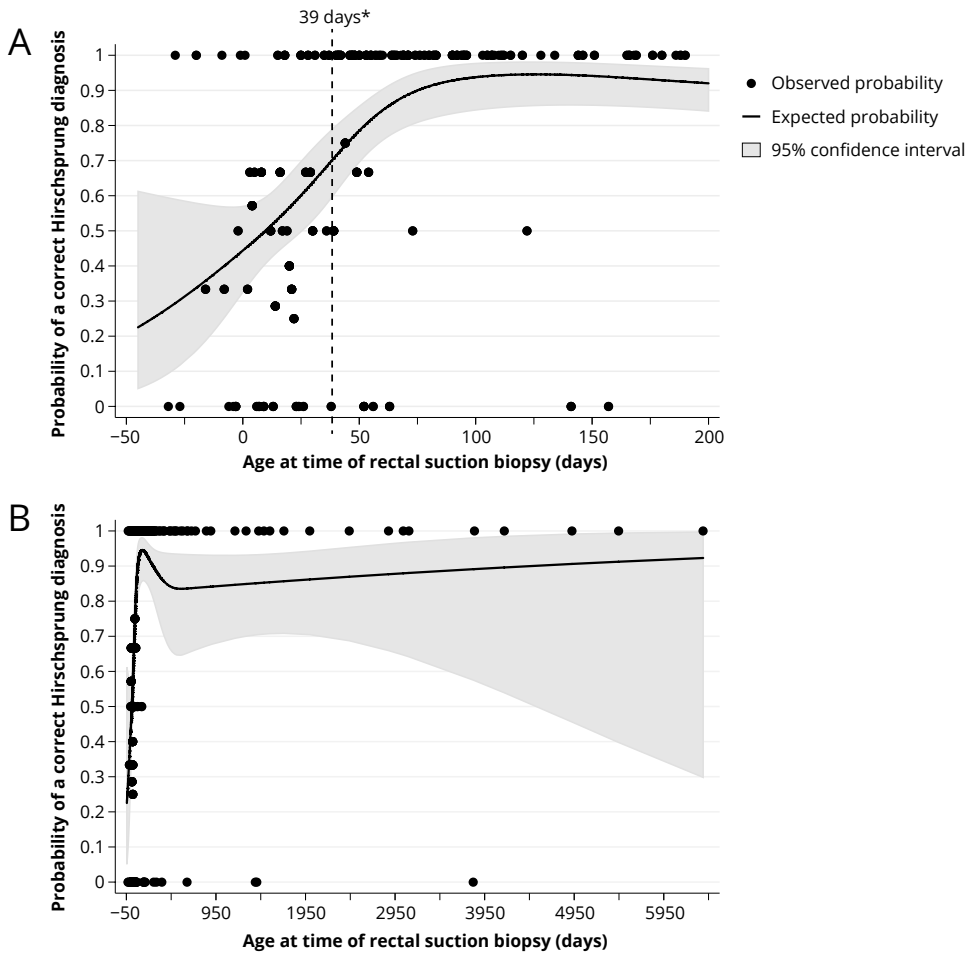 39 days*
A
Probability of a correct Hirschsprung diagnosis
1
0.9
0.8
0.7
0.6
0.5
0.4
0.3
0.2
0.1
0
−50 0 50 100 150 200
Age at time of rectal suction biopsy (days)
Observed probability
Expected probability
95% confidence interval
B
Probability of a correct Hirschsprung diagnosis
1
0.9
0.8
0.7
0.6
0.5
0.4
0.3
0.2
0.1
0
−50 950 1950 2950 3950 4950 5950
Age at time of rectal suction biopsy (days)